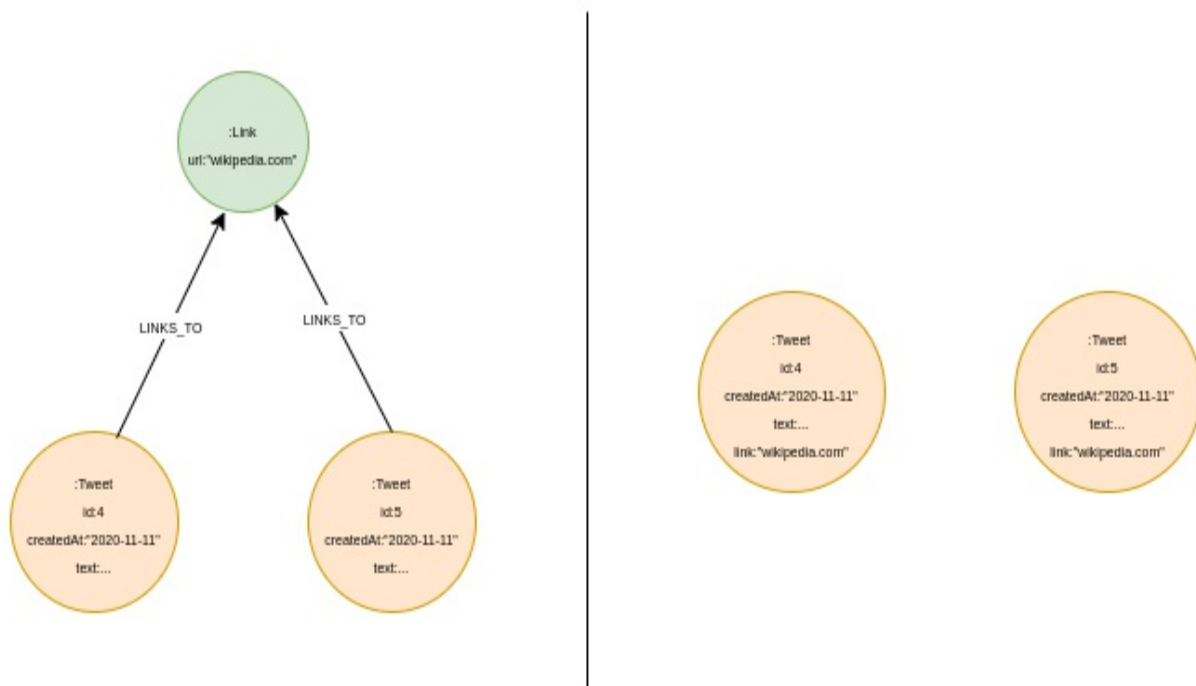 :Link
url:"wikipedia.com"
LINKS_TO
LINKS_TO
:Tweet
id:4
createdAt:"2020-11-11"
text:...
:Tweet
id:5
createdAt:"2020-11-11"
text:...
:Tweet
id:4
createdAt:"2020-11-11"
text:...
link:"wikipedia.com"
:Tweet
id:5
createdAt:"2020-11-11"
text:...
link:"wikipedia.com"